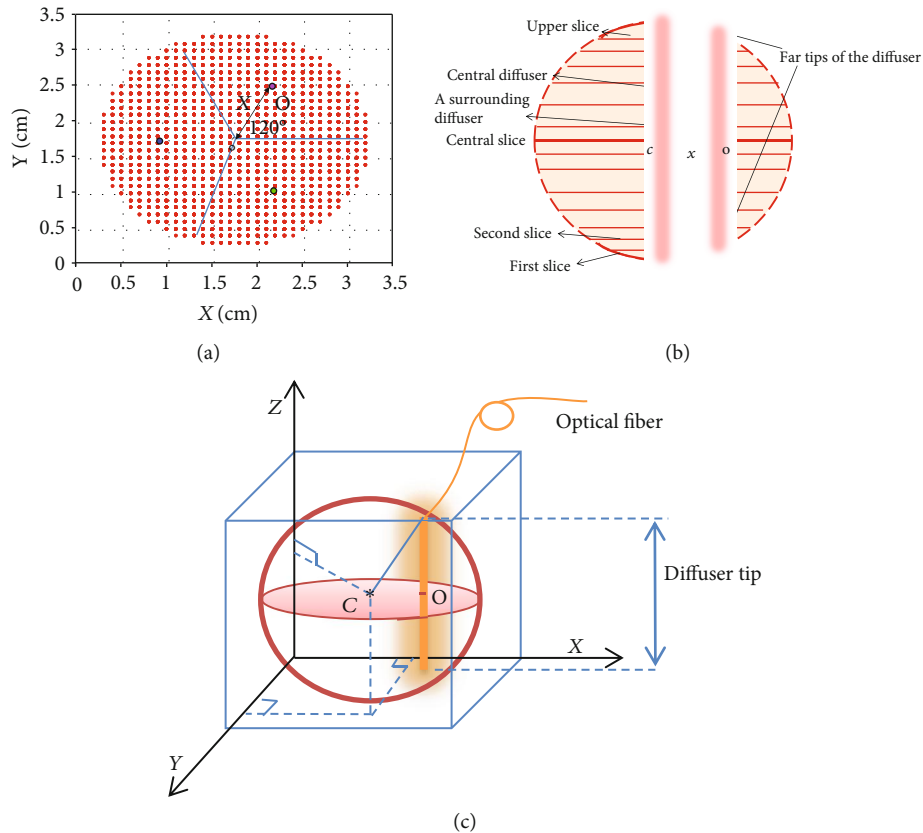 3.5
3
2.5
2
1.5
1
0.5
0
Y (cm)
X
O
120°
0
0.5
1
1.5
2
2.5
3
3.5
X (cm)
(a)
Upper slice
Central diffuser
A surrounding
diffuser
Central slice
Second slice
First slice
c
x
o
Far tips of the diffuser
(b)
Z
Optical fiber
C
*
O
Diffuser tip
X
Y
(c)